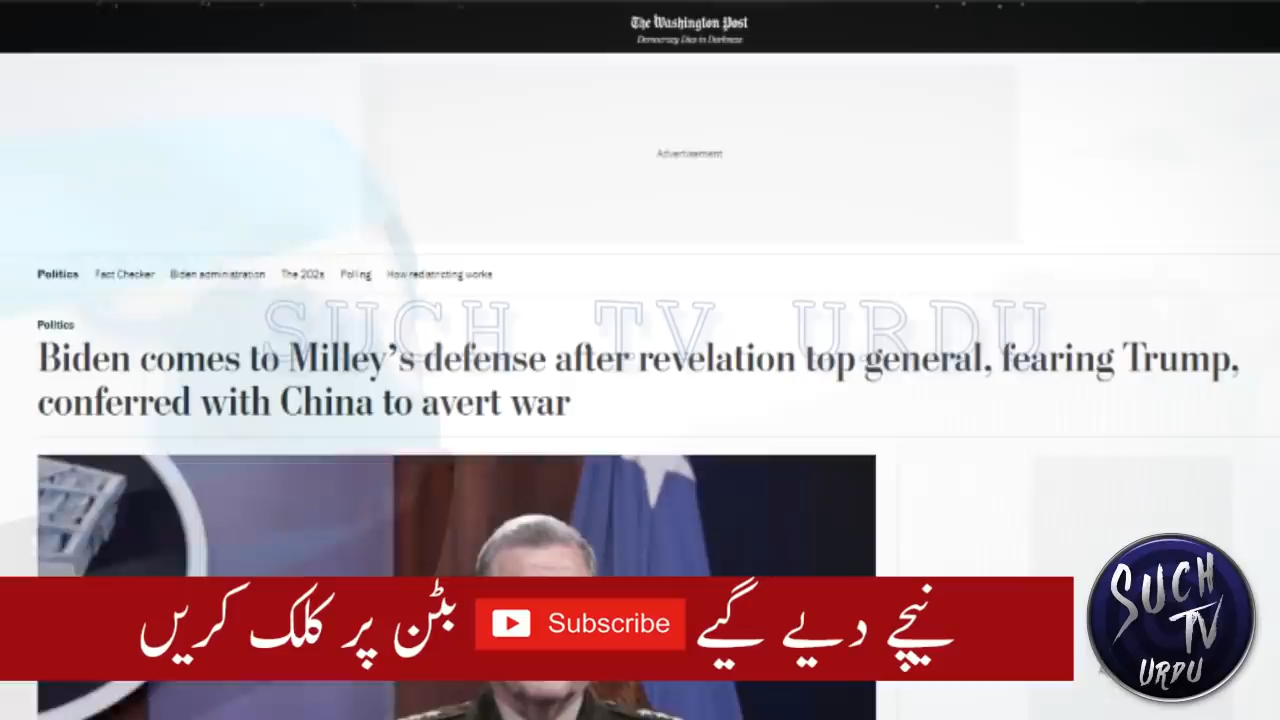 The Washington Post
Democracy Dies in Darkness
Advertisement
Politics Fact Checker Biden administration The 202s Polling How redistricting works
SUCH TV URDU
Politics
Biden comes to Milley's defense after revelation top general, fearing Trump,
conferred with China to avert war
نیچے دیے گیے Subscribe بٹن پر کلک کریں
SUCH
TV
URDU